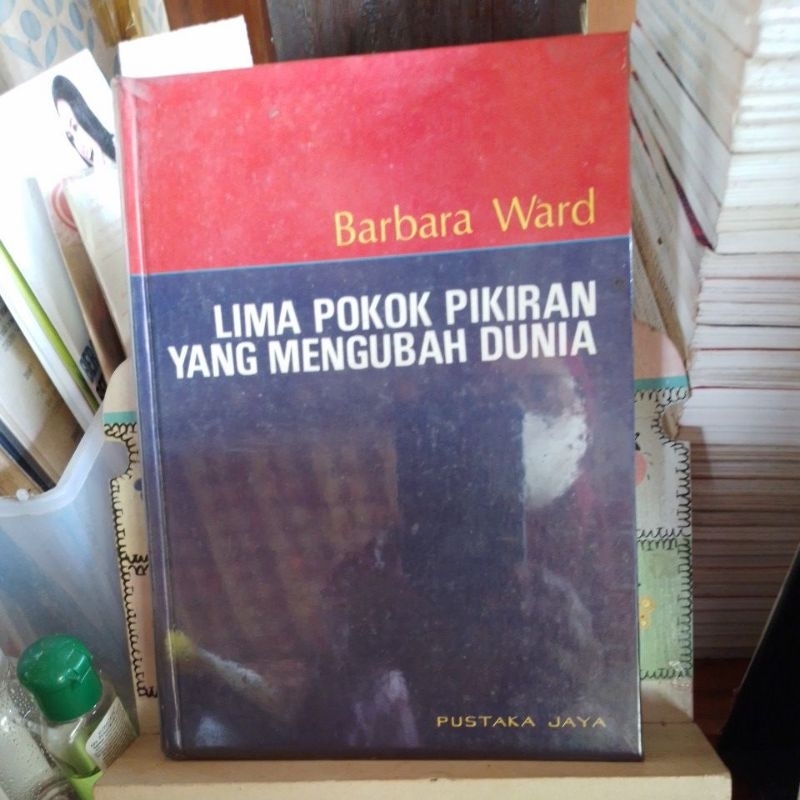 Barbara Ward
LIMA POKOK PIKIRAN
YANG MENGUBAH DUNIA
PUSTAKA JAYA